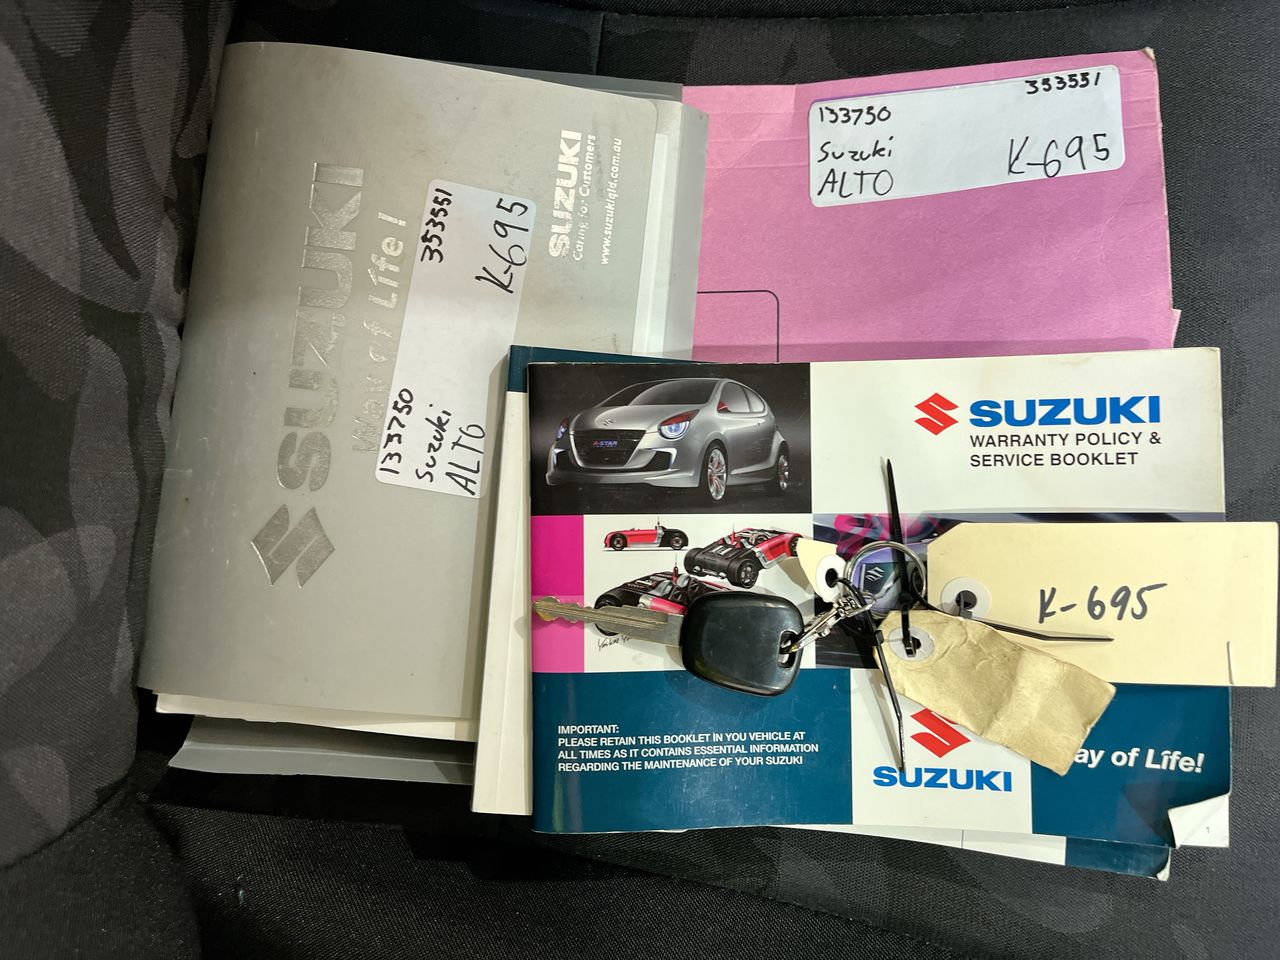 SUZUKI
Way of Life!
133750 353551
Suzuki
ALTO K-695
SUZUKI
Caring for Customers
www.suzukiqld.com.au
133750 353551
Suzuki
ALTO K-695
A-STAR
SUZUKI
WARRANTY POLICY &
SERVICE BOOKLET
K-695
IMPORTANT:
PLEASE RETAIN THIS BOOKLET IN YOU VEHICLE AT
ALL TIMES AS IT CONTAINS ESSENTIAL INFORMATION
REGARDING THE MAINTENANCE OF YOUR SUZUKI
SUZUKI
ay of Life!
1